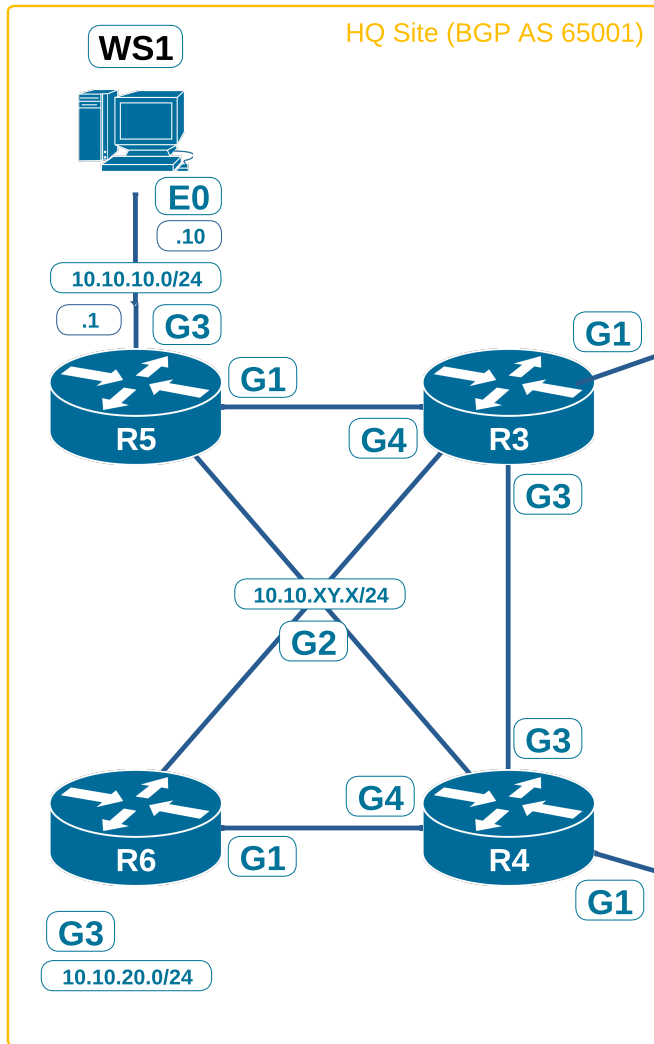 HQ Site (BGP AS 65001)
WS1
E0
.10
10.10.10.0/24
.1
G3
G1
G1
R5
G4
R3
G3
10.10.XY.X/24
G2
G3
G4
R6
G1
R4
G1
G3
10.10.20.0/24